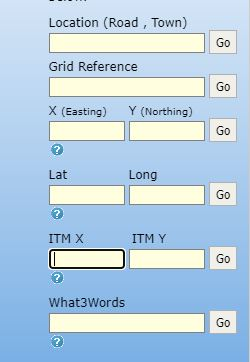 Location (Road , Town)
Go
Grid Reference
Go
X (Easting) Y (Northing)
Go
?
Lat Long
Go
?
ITM X ITM Y
Go
?
What3Words
Go
?